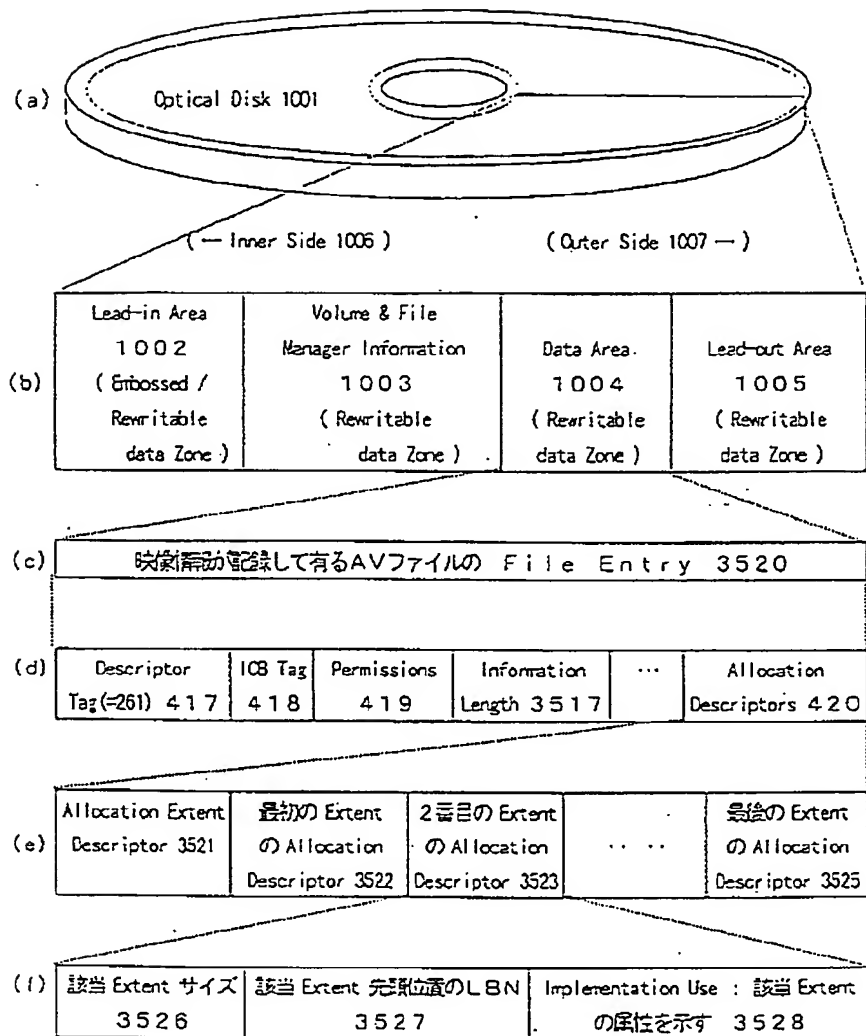 (a)
Optical Disk 1001
(← Inner Side 1006 )
(Outer Side 1007 →)
(b)
Lead-in Area
1002
( Embossed /
Rewritable
data Zone )
Volume & File
Manager Information
1003
( Rewritable
data Zone )
Data Area
1004
( Rewritable
data Zone )
Lead-out Area
1005
( Rewritable
data Zone )
(c)
映像情報が記録して有るAVファイルの File Entry 3520
(d)
Descriptor
Tag(=261) 417
ICB Tag
418
Permissions
419
Information
Length 3517
...
Allocation
Descriptors 420
(e)
Allocation Extent
Descriptor 3521
最初の Extent
の Allocation
Descriptor 3522
2番目の Extent
の Allocation
Descriptor 3523
.. ..
最後の Extent
の Allocation
Descriptor 3525
(f)
該当 Extent サイズ
3526
該当 Extent 先頭位置のLBN
3527
Implementation Use : 該当 Extent
の属性を示す 3528